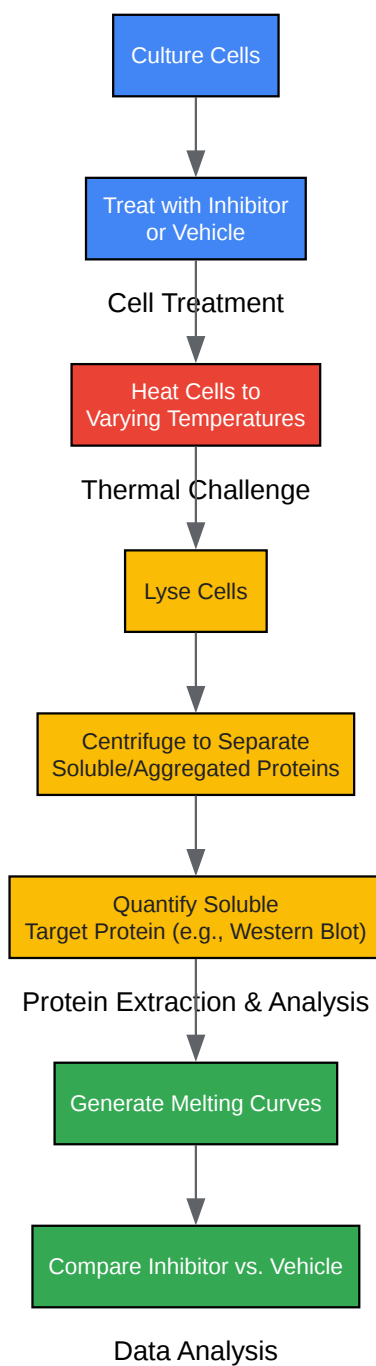 Culture Cells
Treat with Inhibitor
or Vehicle
Cell Treatment
Heat Cells to
Varying Temperatures
Thermal Challenge
Lyse Cells
Centrifuge to Separate
Soluble/Aggregated Proteins
Quantify Soluble
Target Protein (e.g., Western Blot)
Protein Extraction & Analysis
Generate Melting Curves
Compare Inhibitor vs. Vehicle
Data Analysis